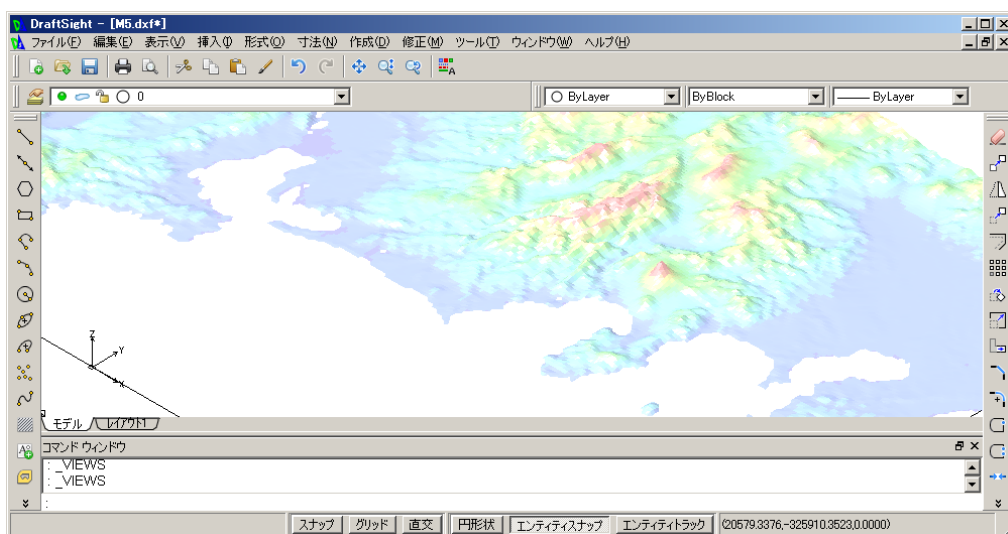 DraftSight - [M5.dxf*]
ファイル(F) 編集(E) 表示(V) 挿入(I) 形式(O) 寸法(N) 作成(D) 修正(M) ツール(T) ウィンドウ(W) ヘルプ(H)
0 ByLayer ByBlock ByLayer
Z
Y
X
モデル レイアウト1
コマンド ウィンドウ
: _VIEWS
: _VIEWS
:
スナップ グリッド 直交 円形状 エンティティスナップ エンティティトラック (20579.3376,-325910.3523,0.0000)